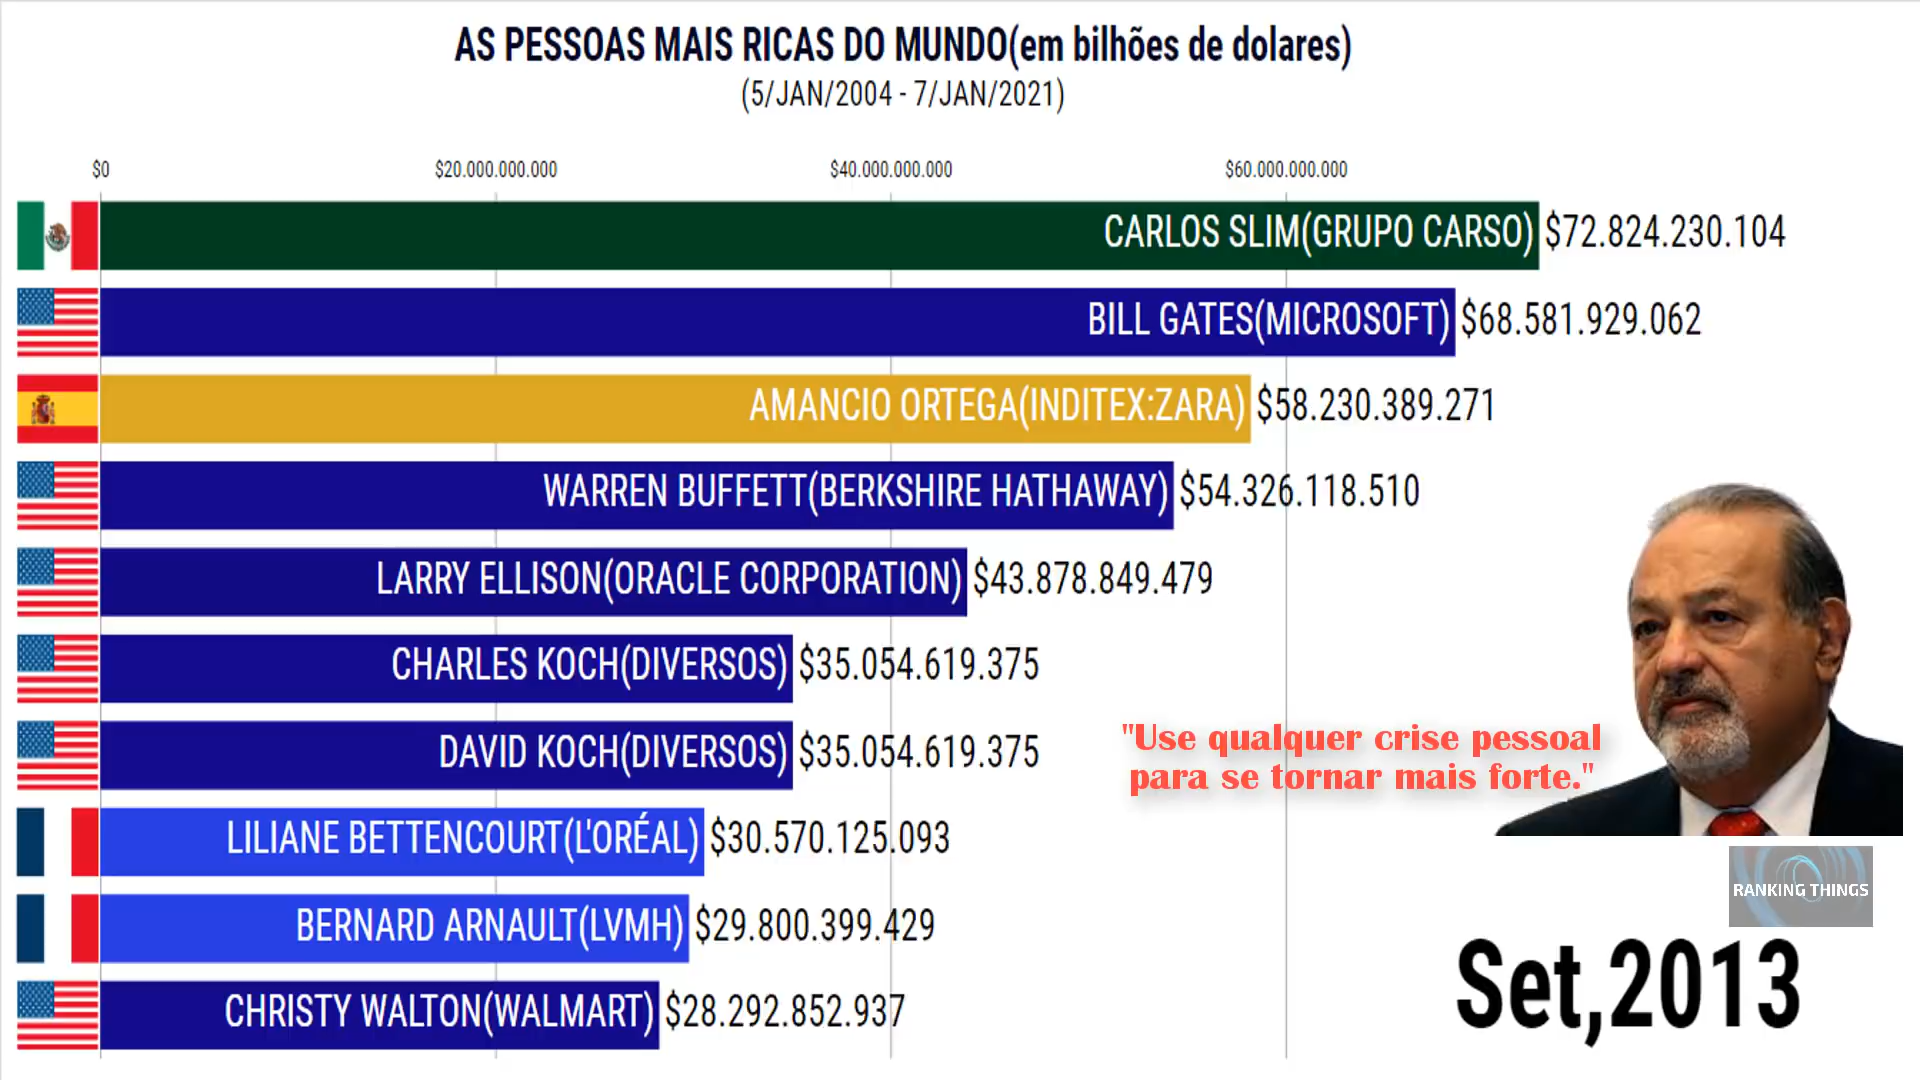 AS PESSOAS MAIS RICAS DO MUNDO(em bilhões de dolares)
(5/JAN/2004 - 7/JAN/2021)
$0 $20.000.000.000 $40.000.000.000 $60.000.000.000
CARLOS SLIM(GRUPO CARSO) $72.824.230.104
BILL GATES(MICROSOFT) $68.581.929.062
AMANCIO ORTEGA(INDITEX:ZARA) $58.230.389.271
WARREN BUFFETT(BERKSHIRE HATHAWAY) $54.326.118.510
LARRY ELLISON(ORACLE CORPORATION) $43.878.849.479
CHARLES KOCH(DIVERSOS) $35.054.619.375
DAVID KOCH(DIVERSOS) $35.054.619.375
LILIANE BETTENCOURT(L'ORÉAL) $30.570.125.093
BERNARD ARNAULT(LVMH) $29.800.399.429
CHRISTY WALTON(WALMART) $28.292.852.937
"Use qualquer crise pessoal
para se tornar mais forte."
RANKING THINGS
Set,2013